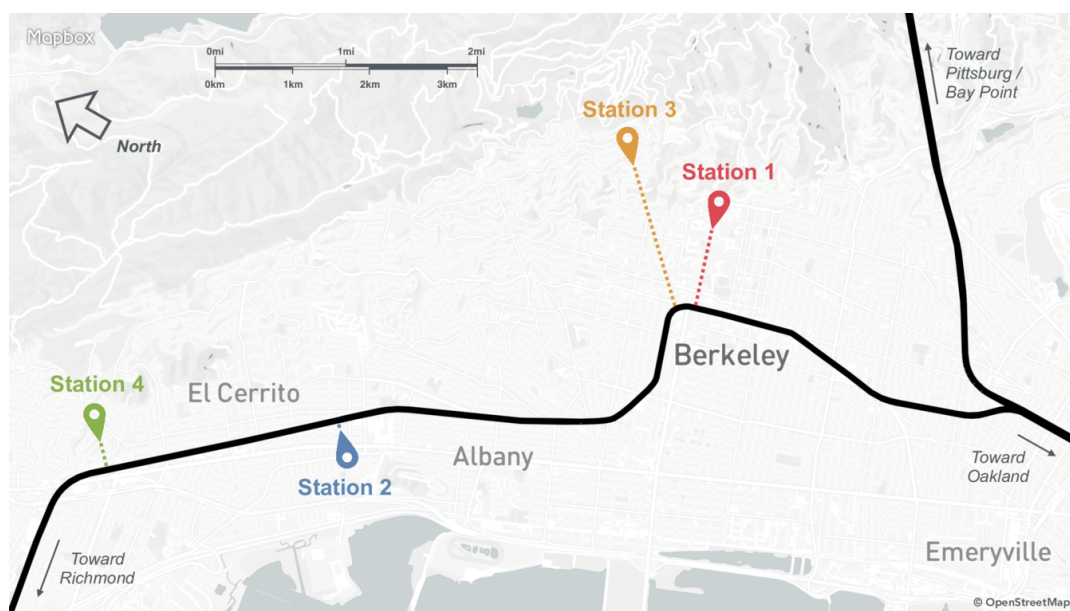 Mapbox
0mi 1mi 2mi
0km 1km 2km 3km
North
Toward
Pittsburg /
Bay Point
Station 3
Station 1
Berkeley
Station 4
El Cerrito
Station 2
Albany
Toward
Oakland
Toward
Richmond
Emeryville
© OpenStreetMap